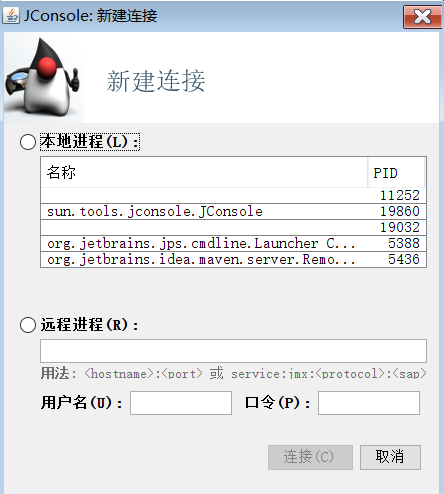 JConsole: 新建连接
新建连接
本地进程(L):
名称 PID
11252
sun.tools.jconsole.JConsole 19860
19032
org.jetbrains.jps.cmdline.Launcher C... 5388
org.jetbrains.idea.maven.server.Remo... 5436
远程进程(R):
用法: <hostname>:<port> 或 service:jmx:<protocol>:<sap>
用户名(U): 口令(P):
连接(C) 取消